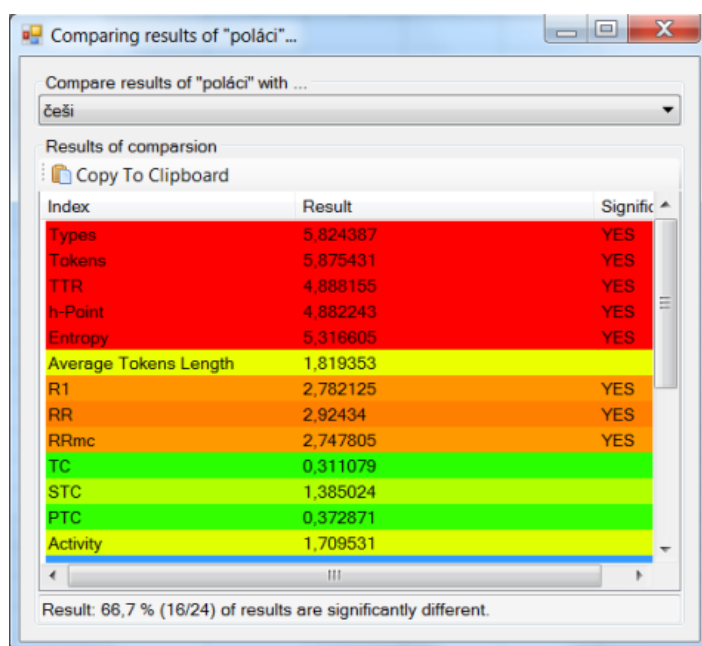 Comparing results of "poláci"...
Compare results of "poláci" with ...
češi
Results of comparsion
Copy To Clipboard
Index Result Signific
Types 5,824387 YES
Tokens 5,875431 YES
TTR 4,888155 YES
h-Point 4,882243 YES
Entropy 5,316605 YES
Average Tokens Length 1,819353
R1 2,782125 YES
RR 2,92434 YES
RRmc 2,747805 YES
TC 0,311079
STC 1,385024
PTC 0,372871
Activity 1,709531
Result: 66,7 % (16/24) of results are significantly different.